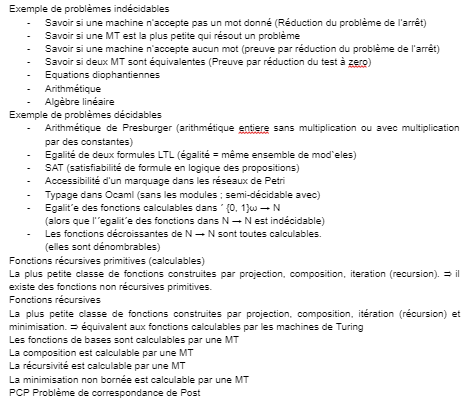 Exemple de problèmes indécidables
- Savoir si une machine n'accepte pas un mot donné (Réduction du problème de l'arrêt)
- Savoir si une MT est la plus petite qui résout un problème
- Savoir si une machine n'accepte aucun mot (preuve par réduction du problème de l'arrêt)
- Savoir si deux MT sont équivalentes (Preuve par réduction du test à zero)
- Equations diophantiennes
- Arithmétique
- Algèbre linéaire
Exemple de problèmes décidables
- Arithmétique de Presburger (arithmétique entiere sans multiplication ou avec multiplication
par des constantes)
- Egalité de deux formules LTL (égalité = même ensemble de mod`eles)
- SAT (satisfiabilité de formule en logique des propositions)
- Accessibilité d'un marquage dans les réseaux de Petri
- Typage dans Ocaml (sans les modules ; semi-décidable avec)
- Egalit´e des fonctions calculables dans ´ {0, 1}ω → N
(alors que l'´egalit´e des fonctions dans N → N est indécidable)
- Les fonctions décroissantes de N → N sont toutes calculables.
(elles sont dénombrables)
Fonctions récursives primitives (calculables)
La plus petite classe de fonctions construites par projection, composition, iteration (recursion). ⇒ il
existe des fonctions non récursives primitives.
Fonctions récursives
La plus petite classe de fonctions construites par projection, composition, itération (récursion) et
minimisation. ⇒ équivalent aux fonctions calculables par les machines de Turing
Les fonctions de bases sont calculables par une MT
La composition est calculable par une MT
La récursivité est calculable par une MT
La minimisation non bornée est calculable par une MT
PCP Problème de correspondance de Post